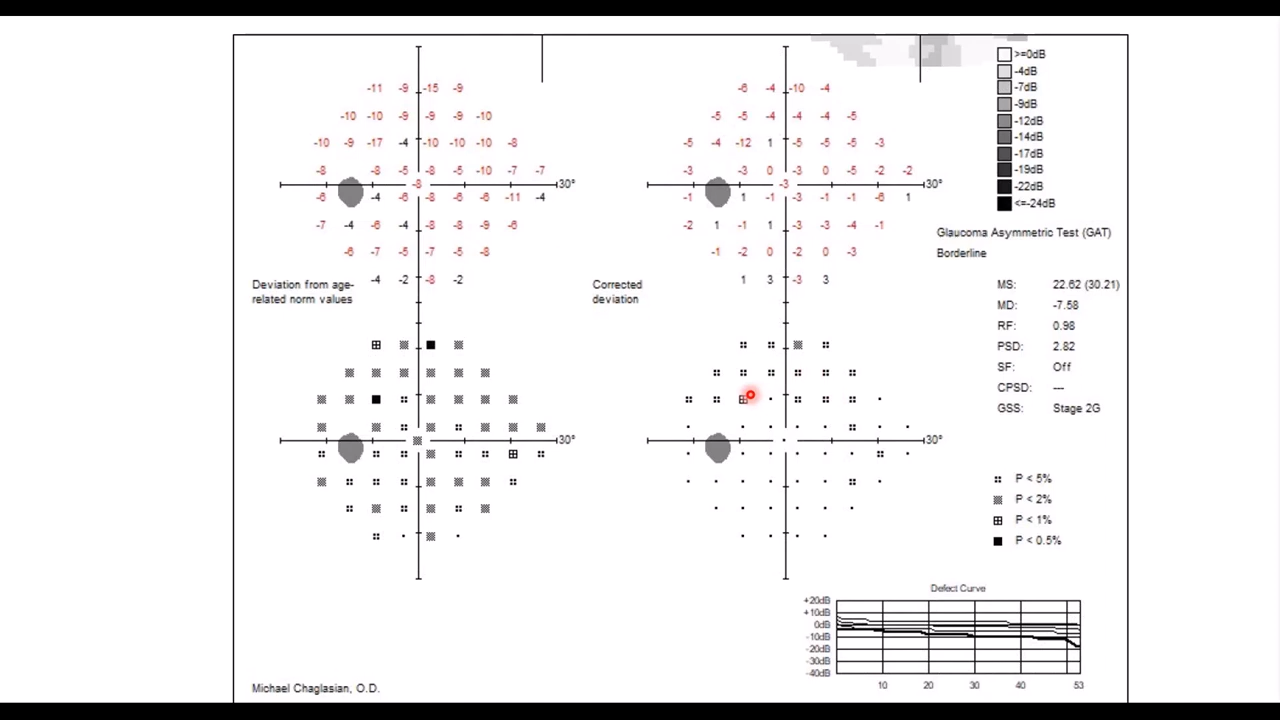 >=0dB
-4dB
-7dB
-9dB
-12dB
-14dB
-17dB
-19dB
-22dB
<=-24dB
-11 -9 -15 -9
-10 -10 -9 -9 -9 -10
-10 -9 -17 -4 -10 -10 -10 -8
-8 -8 -5 -8 -5 -10 -7 -7
-8 30°
-6 -4 -6 -8 -6 -6 -11 -4
-7 -4 -6 -4 -8 -8 -9 -6
-6 -7 -5 -7 -5 -8
-4 -2 -8 -2
Deviation from age-
related norm values
-6 -4 -10 -4
-5 -5 -4 -4 -4 -5
-5 -4 -12 1 -5 -5 -5 -3
-3 -3 0 -3 0 -5 -2 -2
-3 30°
-1 1 -1 -3 -1 -1 -6 1
-2 1 -1 1 -3 -3 -4 -1
-1 -2 0 -2 0 -3
1 3 -3 3
Corrected
deviation
Glaucoma Asymmetric Test (GAT)
Borderline
MS: 22.62 (30.21)
MD: -7.58
RF: 0.98
PSD: 2.82
SF: Off
CPSD: ---
GSS: Stage 2G
30°
30°
P < 5%
P < 2%
P < 1%
P < 0.5%
Defect Curve
+20dB
+10dB
0dB
-10dB
-20dB
-30dB
-40dB
10 20 30 40 53
Michael Chaglasian, O.D.